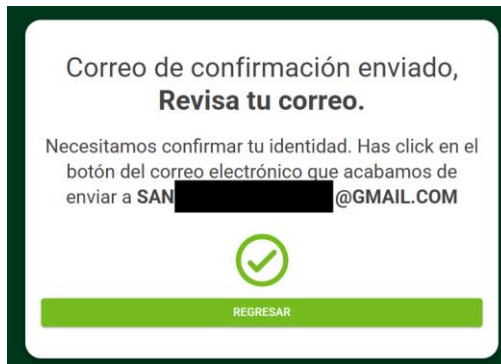 Correo de confirmación enviado,
Revisa tu correo.
Necesitamos confirmar tu identidad. Has click en el
botón del correo electrónico que acabamos de
enviar a SAN @GMAIL.COM
REGRESAR